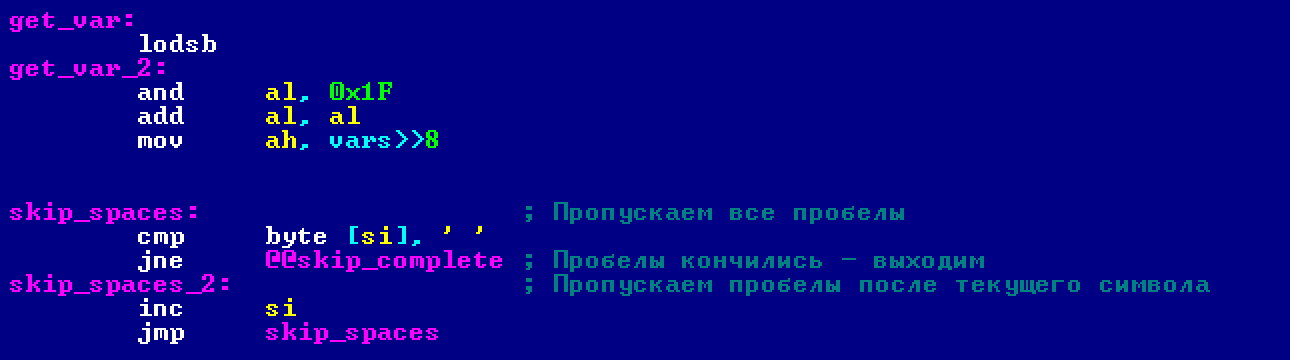 get_var:
lodsb
get_var_2:
and al, 0x1F
add al, al
mov ah, vars>>8
skip_spaces: ; Пропускаем все пробелы
cmp byte [si], ' '
jne @@skip_complete ; Пробелы кончились - выходим
skip_spaces_2: ; Пропускаем пробелы после текущего символа
inc si
jmp skip_spaces